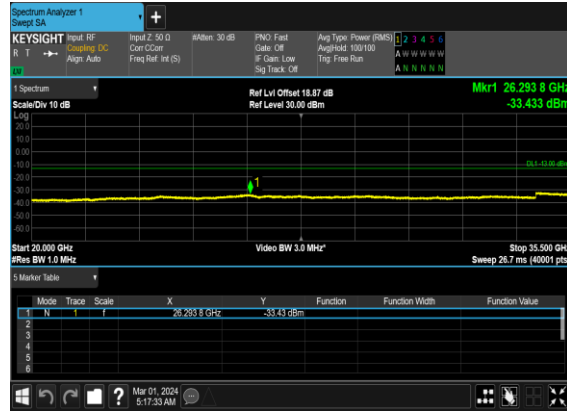 Spectrum Analyzer 1
Swept SA
+
KEYSIGHT Input: RF Input Z: 50 Ω #Atten: 30 dB PNO: Fast Avg Type: Power (RMS) 1 2 3 4 5 6
R T Coupling: DC Corr CCorr Gate: Off Avg|Hold: 100/100 A W W W W W
Align: Auto Freq Ref: Int (S) IF Gain: Low Trig: Free Run
Sig Track: Off A N N N N N
1 Spectrum Ref Lvl Offset 18.87 dB Mkr1 26.293 8 GHz
Scale/Div 10 dB Ref Level 30.00 dBm -33.433 dBm
Log
20.0
10.0
0.00
-10.0
DL1 -13.00 dBm
-20.0
1
-30.0
-40.0
-50.0
-60.0
Start 20.000 GHz Video BW 3.0 MHz* Stop 35.500 GHz
#Res BW 1.0 MHz Sweep 26.7 ms (40001 pts)
5 Marker Table
Mode Trace Scale X Y Function Function Width Function Value
1 N 1 f 26.293 8 GHz -33.43 dBm
2
3
4
5
6
? Mar 01, 2024
5:17:33 AM